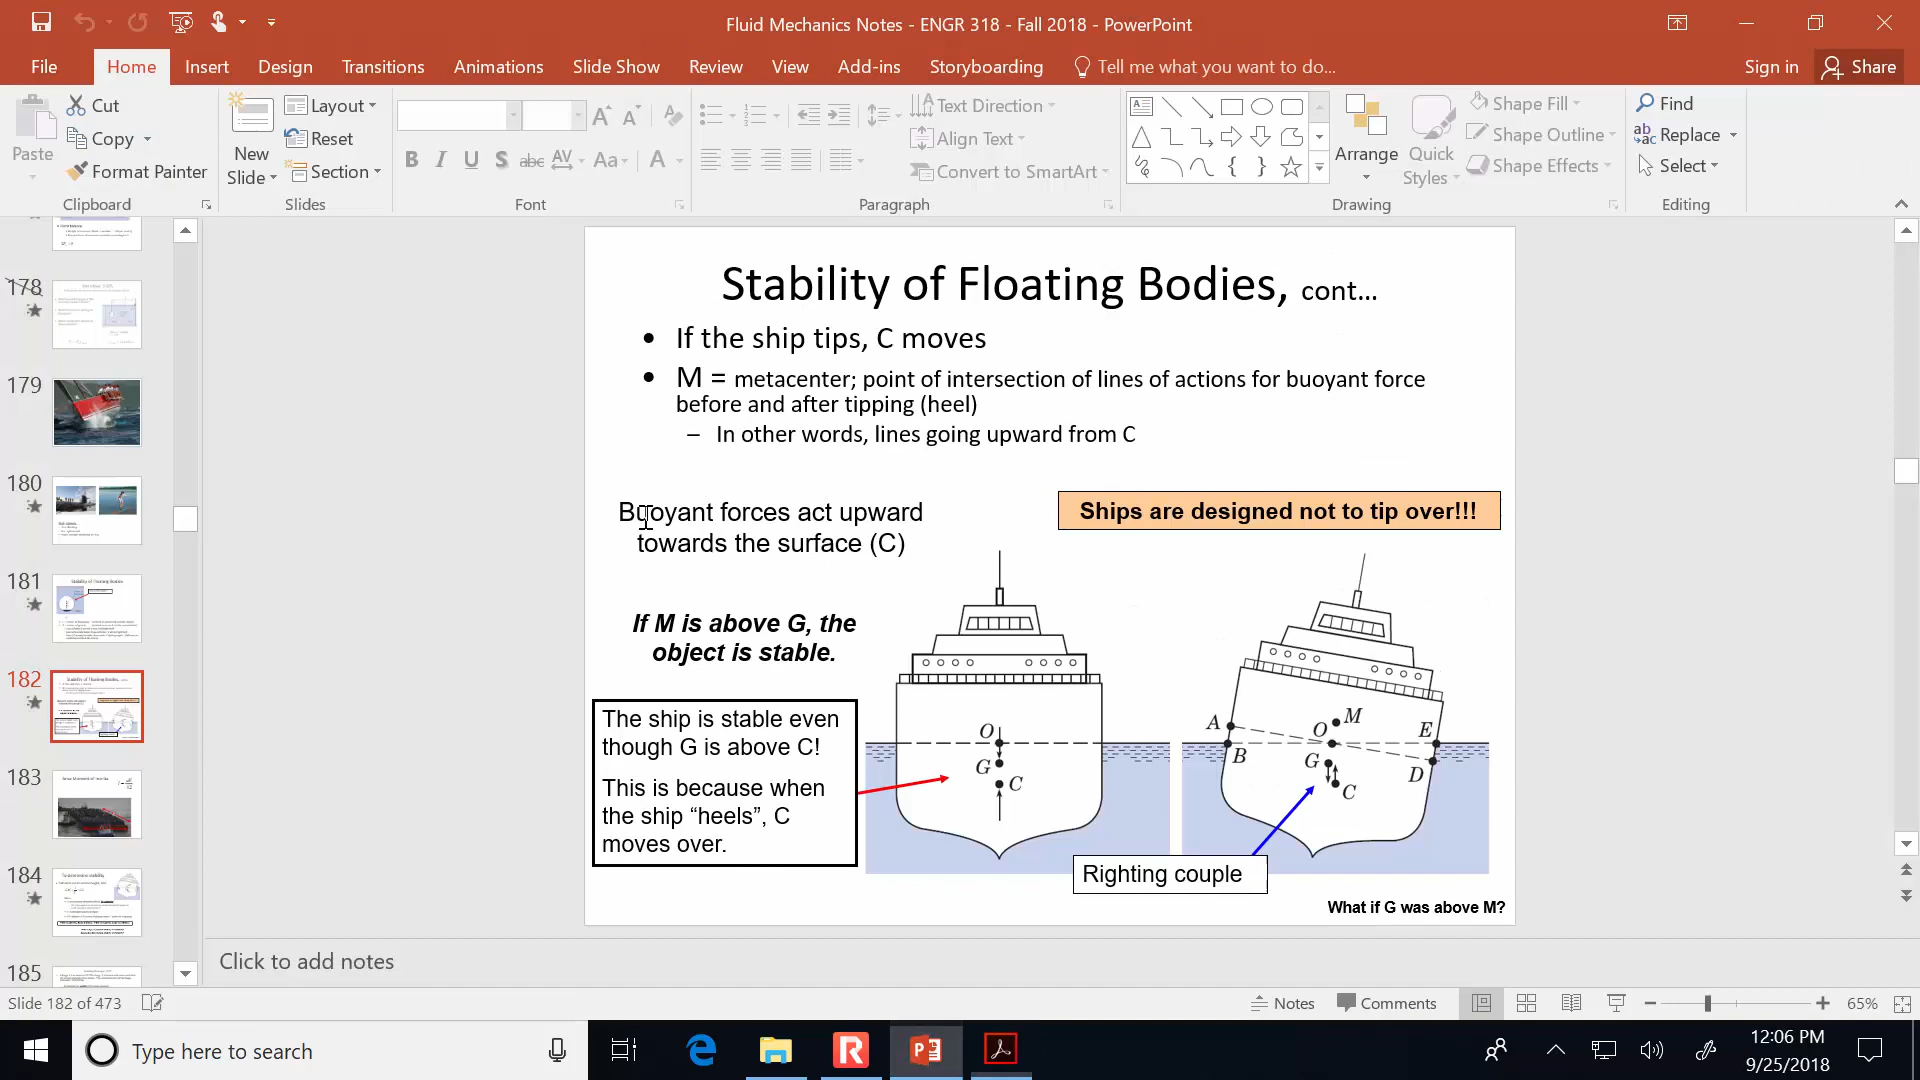 Fluid Mechanics Notes - ENGR 318 - Fall 2018 - PowerPoint
File Home Insert Design Transitions Animations Slide Show Review View Add-ins Storyboarding Tell me what you want to do... Sign in Share
Paste
Cut
Copy
Format Painter
Clipboard
New
Slide
Layout
Reset
Section
Slides
B I U S abc AV Aa A
Font
Text Direction
Align Text
Convert to SmartArt
Paragraph
Arrange
Quick
Styles
Shape Fill
Shape Outline
Shape Effects
Drawing
Find
Replace
Select
Editing
178
179
180
181
182
183
184
185
Stability of Floating Bodies, cont...
• If the ship tips, C moves
• M = metacenter; point of intersection of lines of actions for buoyant force
before and after tipping (heel)
– In other words, lines going upward from C
Buoyant forces act upward
towards the surface (C)
Ships are designed not to tip over!!!
If M is above G, the
object is stable.
The ship is stable even
though G is above C!
This is because when
the ship “heels”, C
moves over.
O
G
C
A
B
O
M
G
C
E
D
Righting couple
What if G was above M?
Click to add notes
Slide 182 of 473
Notes Comments 65%
Type here to search
12:06 PM
9/25/2018